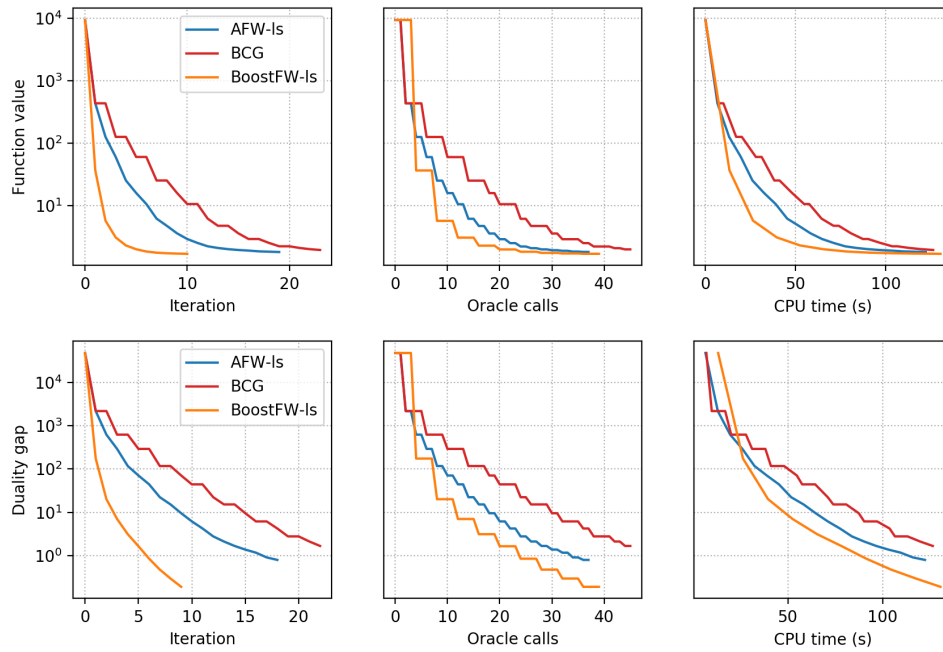 Function value
10^4
10^3
10^2
10^1
AFW-ls
BCG
BoostFW-ls
0 10 20
Iteration
0 10 20 30 40
Oracle calls
0 50 100
CPU time (s)
Duality gap
10^4
10^3
10^2
10^1
10^0
AFW-ls
BCG
BoostFW-ls
0 5 10 15 20
Iteration
0 10 20 30 40
Oracle calls
50 100
CPU time (s)